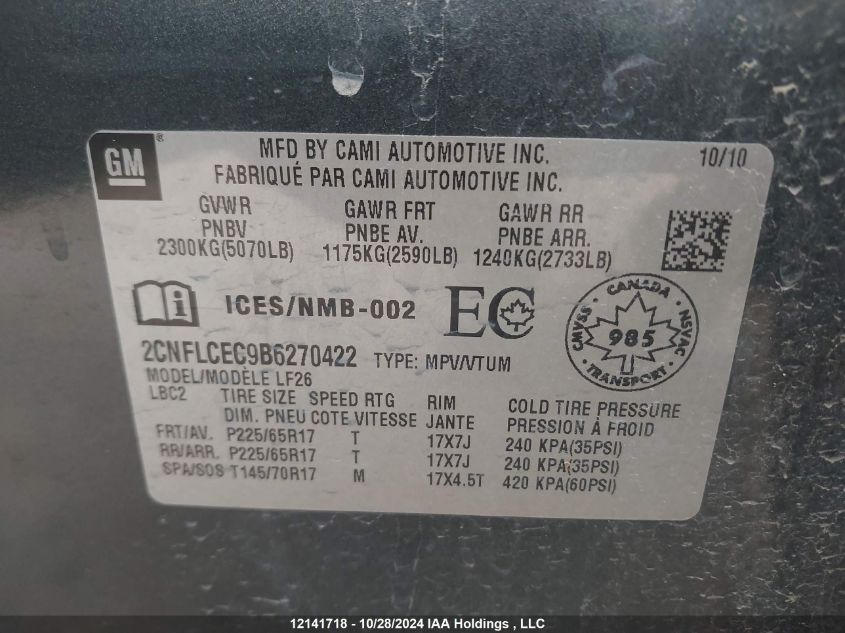 GM®
MFD BY CAMI AUTOMOTIVE INC.
10/10
FABRIQUÉ PAR CAMI AUTOMOTIVE INC.
GVWR GAWR FRT GAWR RR
PNBV PNBE AV. PNBE ARR.
2300KG(5070LB) 1175KG(2590LB) 1240KG(2733LB)
i ICES/NMB-002 EC
CANADA
CMVSS 985 NSVAC
TRANSPORT
2CNFLCEC9B6270422 TYPE: MPV/VTUM
MODEL/MODÈLE LF26
LBC2 TIRE SIZE SPEED RTG RIM COLD TIRE PRESSURE
DIM. PNEU COTE VITESSE JANTE PRESSION À FROID
FRT/AV. P225/65R17 T 17X7J 240 KPA(35PSI)
RR/ARR. P225/65R17 T 17X7J 240 KPA(35PSI)
SPA/SOS T145/70R17 M 17X4.5T 420 KPA(60PSI)
12141718 - 10/28/2024 IAA Holdings , LLC